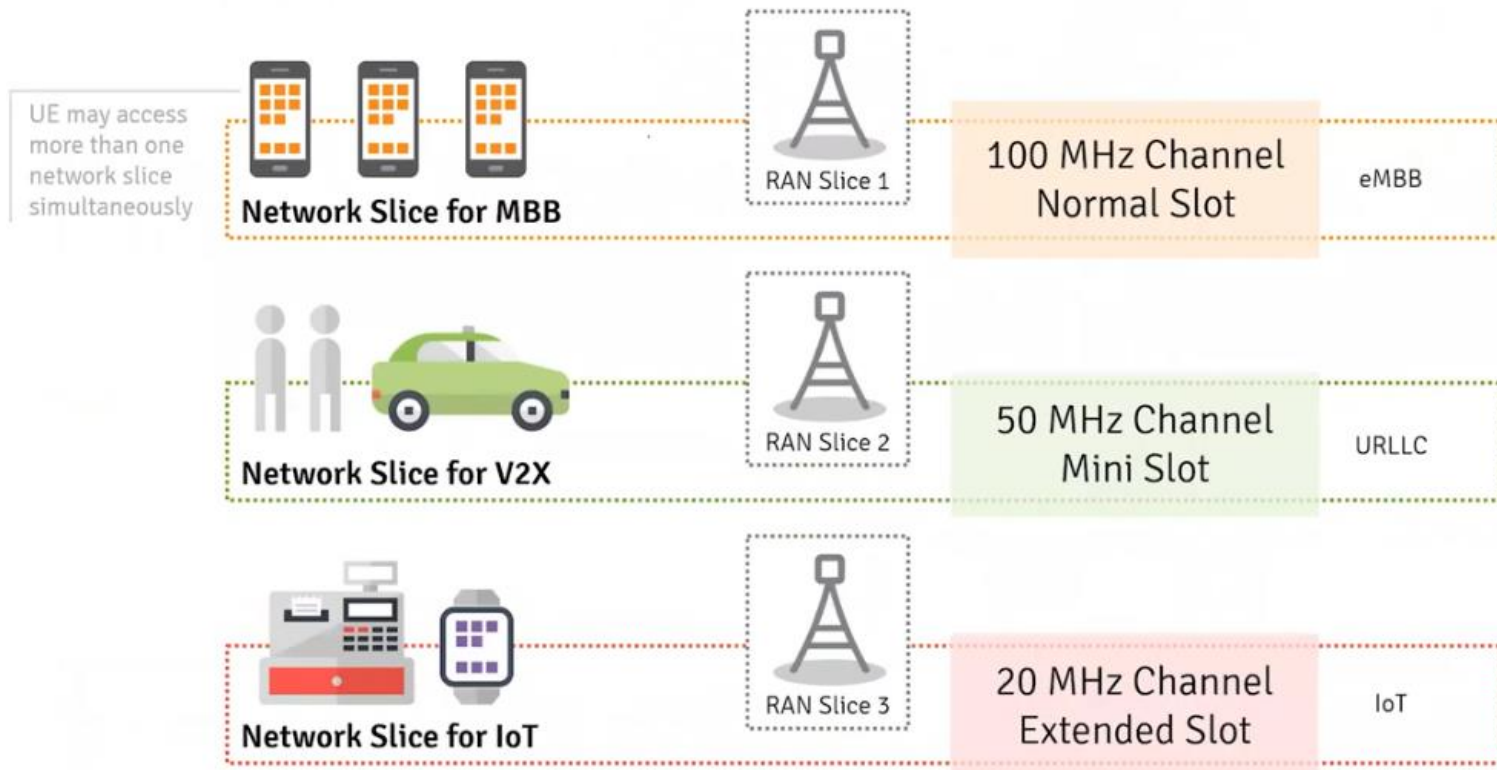 UE may access
more than one
network slice
simultaneously
Network Slice for MBB
RAN Slice 1
100 MHz Channel
Normal Slot
eMBB
Network Slice for V2X
RAN Slice 2
50 MHz Channel
Mini Slot
URLLC
Network Slice for IoT
RAN Slice 3
20 MHz Channel
Extended Slot
IoT